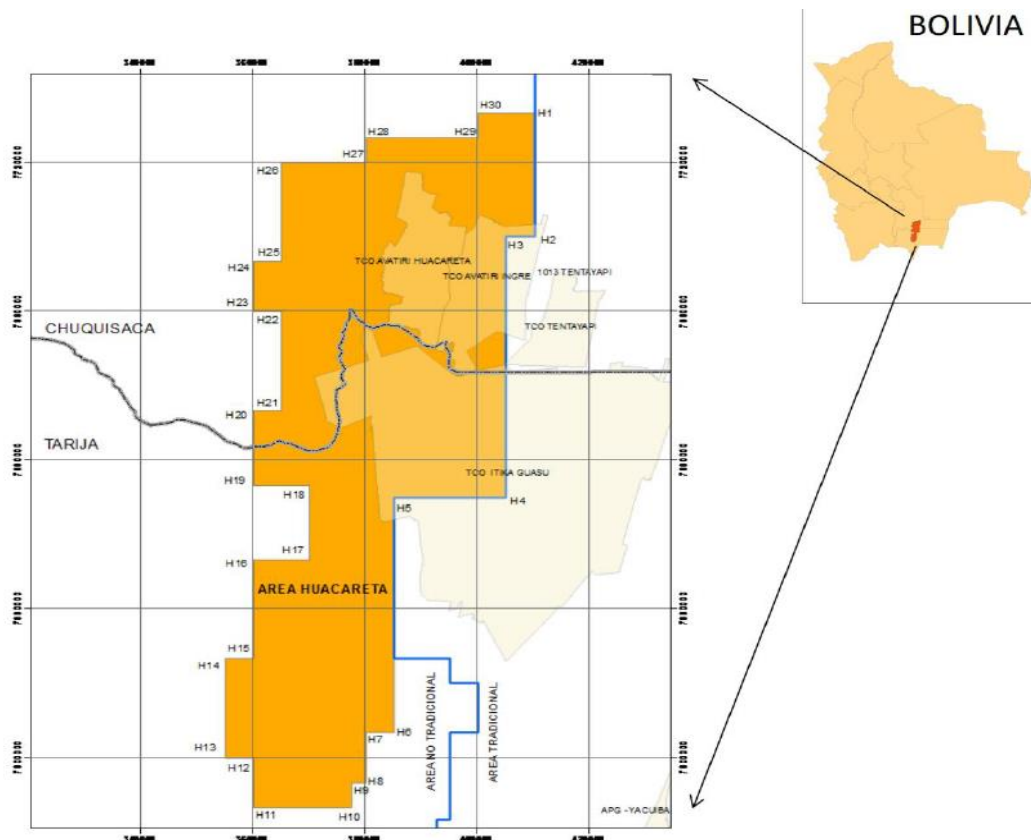 BOLIVIA
H30
H1
H28
H29
H27
H26
H3
H2
H25
H24
TCO AVATIRI HUACARETA
TCO AVATIRI INGRE
1013 TENTAYAPI
H23
H22
CHUQUISACA
TCO TENTAYAPI
H21
H20
TARIJA
H19
TCO ITIKA GUASU
H18
H5
H4
H17
H16
AREA HUACARETA
H15
H14
AREA NO TRADICIONAL
AREA TRADICIONAL
H6
H7
H13
H12
H8
H9
H11
H10
APG -YACUIBA